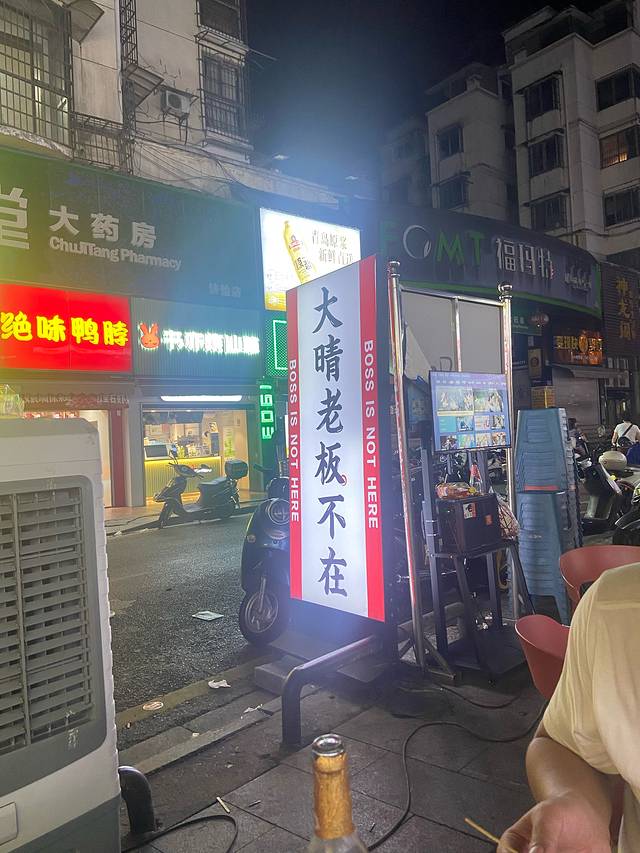 堂
大药房
ChuJiTang Pharmacy
绝味鸭脖
青岛原浆
新鲜直送
FOMT
福玛特
大晴老板不在
BOSS IS NOT HERE
BOSS IS NOT HERE